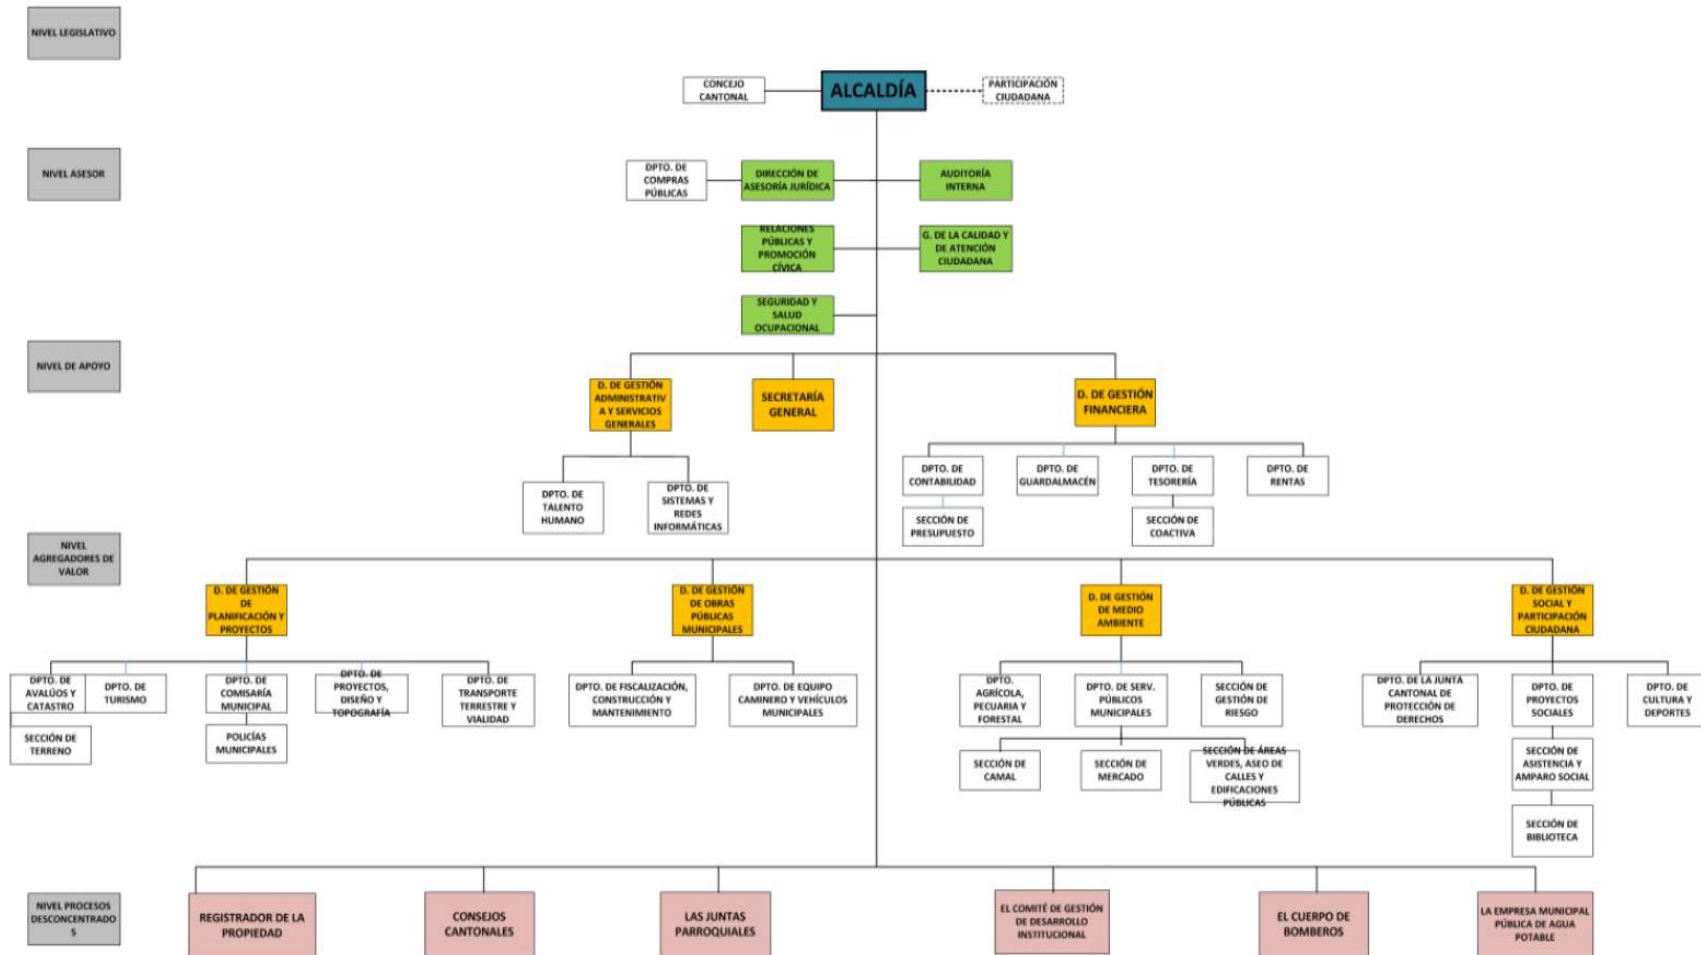 NIVEL LEGISLATIVO
CONCEJO
CANTONAL
ALCALDÍA
PARTICIPACIÓN
CIUDADANA
NIVEL ASESOR
DPTO. DE
COMPRAS
PÚBLICAS
DIRECCIÓN DE
ASESORÍA JURÍDICA
AUDITORÍA
INTERNA
RELACIONES
PÚBLICAS Y
PROMOCIÓN
CÍVICA
G. DE LA CALIDAD Y
DE ATENCIÓN
CIUDADANA
SEGURIDAD Y
SALUD
OCUPACIONAL
NIVEL DE APOYO
D. DE GESTIÓN
ADMINISTRATIV
A Y SERVICIOS
GENERALES
SECRETARÍA
GENERAL
D. DE GESTIÓN
FINANCIERA
DPTO. DE
TALENTO
HUMANO
DPTO. DE
SISTEMAS Y
REDES
INFORMÁTICAS
DPTO. DE
CONTABILIDAD
DPTO. DE
GUARDALMACÉN
DPTO. DE
TESORERÍA
DPTO. DE
RENTAS
SECCIÓN DE
PRESUPUESTO
SECCIÓN DE
COACTIVA
NIVEL
AGREGADORES DE
VALOR
D. DE GESTIÓN
DE
PLANIFICACIÓN Y
PROYECTOS
D. DE GESTIÓN
DE OBRAS
PÚBLICAS
MUNICIPALES
D. DE GESTIÓN
DE MEDIO
AMBIENTE
D. DE GESTIÓN
SOCIAL Y
PARTICIPACIÓN
CIUDADANA
DPTO. DE
AVALÚOS Y
CATASTRO
DPTO. DE
TURISMO
DPTO. DE
COMISARÍA
MUNICIPAL
DPTO. DE
PROYECTOS,
DISEÑO Y
TOPOGRAFÍA
DPTO. DE
TRANSPORTE
TERRESTRE Y
VIALIDAD
DPTO. DE FISCALIZACIÓN,
CONSTRUCCIÓN Y
MANTENIMIENTO
DPTO. DE EQUIPO
CAMINERO Y VEHÍCULOS
MUNICIPALES
DPTO.
AGRÍCOLA,
PECUARIA Y
FORESTAL
DPTO. DE SERV.
PÚBLICOS
MUNICIPALES
SECCIÓN DE
GESTIÓN DE
RIESGO
DPTO. DE LA JUNTA
CANTONAL DE
PROTECCIÓN DE
DERECHOS
DPTO. DE
PROYECTOS
SOCIALES
DPTO. DE
CULTURA Y
DEPORTES
SECCIÓN DE
TERRENO
POLICÍAS
MUNICIPALES
SECCIÓN DE
CAMAL
SECCIÓN DE
MERCADO
SECCIÓN DE ÁREAS
VERDES, ASEO DE
CALLES Y
EDIFICACIONES
PÚBLICAS
SECCIÓN DE
ASISTENCIA Y
AMPARO SOCIAL
SECCIÓN DE
BIBLIOTECA
NIVEL PROCESOS
DESCONCENTRADO
S
REGISTRADOR DE LA
PROPIEDAD
CONSEJOS
CANTONALES
LAS JUNTAS
PARROQUIALES
EL COMITÉ DE GESTIÓN
DE DESARROLLO
INSTITUCIONAL
EL CUERPO DE
BOMBEROS
LA EMPRESA MUNICIPAL
PÚBLICA DE AGUA
POTABLE